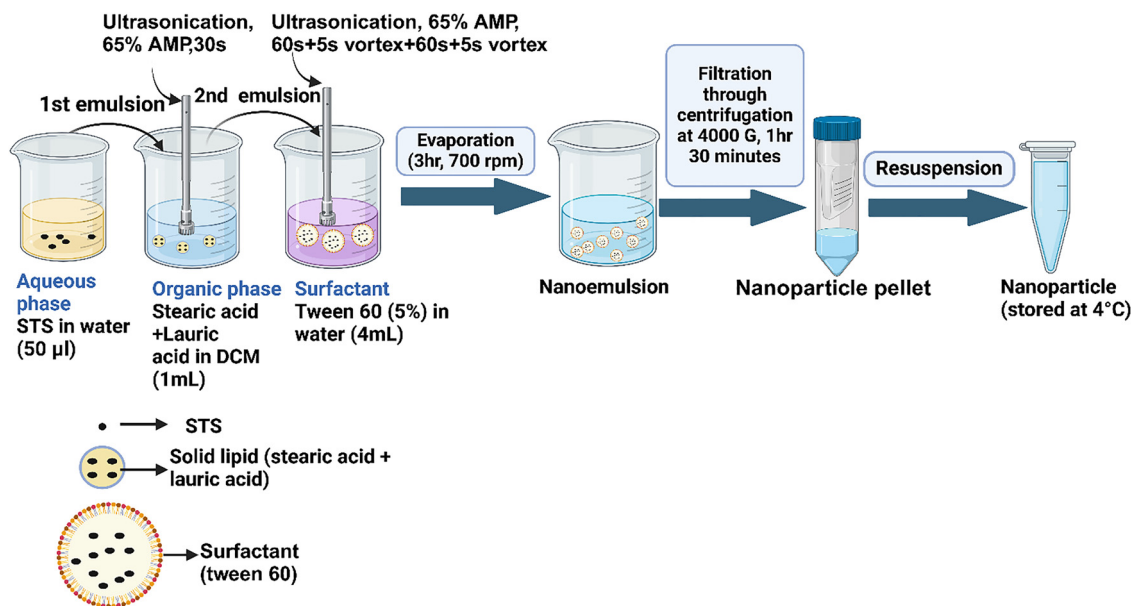 Ultrasonication,
65% AMP,30s
Ultrasonication, 65% AMP,
60s+5s vortex+60s+5s vortex
1st emulsion
2nd emulsion
Evaporation
(3hr, 700 rpm)
Filtration
through
centrifugation
at 4000 G, 1hr
30 minutes
Resuspension
Aqueous
phase
STS in water
(50 µl)
Organic phase
Stearic acid
+Lauric
acid in DCM
(1mL)
Surfactant
Tween 60 (5%) in
water (4mL)
Nanoemulsion
Nanoparticle pellet
Nanoparticle
(stored at 4°C)
STS
Solid lipid (stearic acid +
lauric acid)
Surfactant
(tween 60)